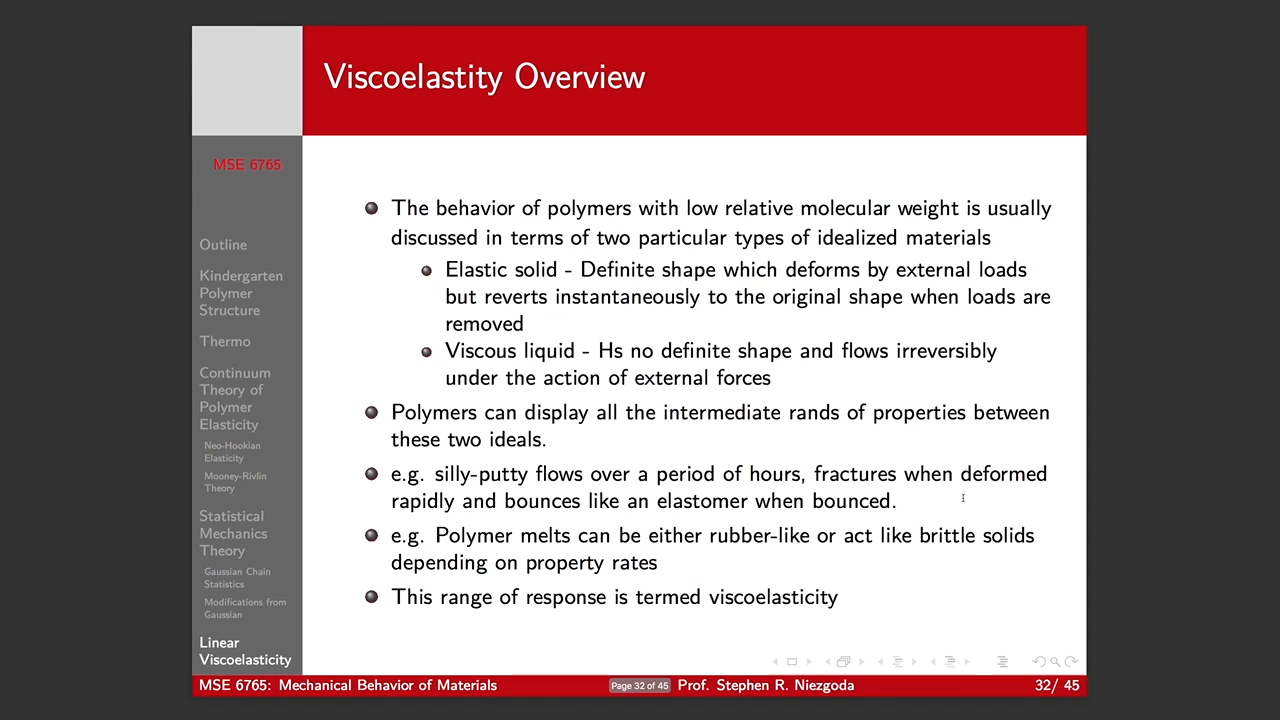 Viscoelastity Overview
MSE 6765
Outline
Kindergarten
Polymer
Structure
Thermo
Continuum
Theory of
Polymer
Elasticity
Neo-Hookian
Elasticity
Mooney-Rivlin
Theory
Statistical
Mechanics
Theory
Gaussian Chain
Statistics
Modifications from
Gaussian
Linear
Viscoelasticity
The behavior of polymers with low relative molecular weight is usually
discussed in terms of two particular types of idealized materials
Elastic solid - Definite shape which deforms by external loads
but reverts instantaneously to the original shape when loads are
removed
Viscous liquid - Hs no definite shape and flows irreversibly
under the action of external forces
Polymers can display all the intermediate rands of properties between
these two ideals.
e.g. silly-putty flows over a period of hours, fractures when deformed
rapidly and bounces like an elastomer when bounced.
e.g. Polymer melts can be either rubber-like or act like brittle solids
depending on property rates
This range of response is termed viscoelasticity
MSE 6765: Mechanical Behavior of Materials
Page 32 of 45
Prof. Stephen R. Niezgoda
32/ 45